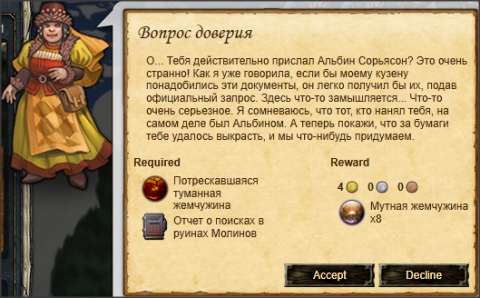 Вопрос доверия
О... Тебя действительно прислал Альбин Сорьясон? Это очень
странно! Как я уже говорила, если бы моему кузену
понадобились эти документы, он легко получил бы их, подав
официальный запрос. Здесь что-то замышляется... Что-то
очень серьезное. Я сомневаюсь, что тот, кто нанял тебя, на
самом деле был Альбином. А теперь покажи, что за бумаги
тебе удалось выкрасть, и мы что-нибудь придумаем.
Required
Потрескавшаяся
туманная
жемчужина
Отчет о поисках в
руинах Молинов
Reward
4 0 0
Мутная жемчужина
x8
Accept
Decline